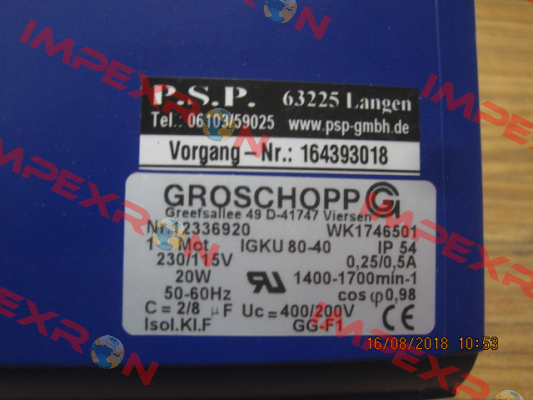 P.S.P. 63225 Langen
Tel.: 06103/59025 www.psp-gmbh.de
Vorgang - Nr.: 164393018
GROSCHOPP G
Greefsallee 49 D-41747 Viersen
Nr. 2336920 WK1746501
1 Mot IGKU 80-40 IP 54
230/115V 0,25/0,5A
20W 1400-1700min-1
50-60Hz cos φ 0,98
C = 2/8 µF Uc = 400/200V CE
Isol.Kl.F GG-F1
16/08/2018 10:53
IMPEXRON
IMPEXRON
IMPEXRON
IMPEXRON
IMPEXRON